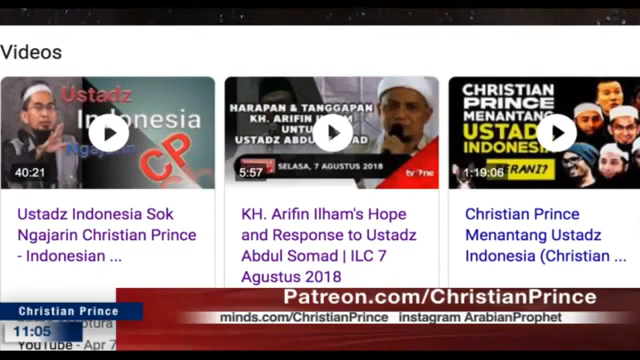 Videos
Ustadz
Indonesia
Ngajarin
CP
40:21
HARAPAN & TANGGAPAN
KH. ARIFIN ILHAM
UNTUK
USTADZ ABDUL SOMAD
SELASA, 7 AGUSTUS 2018
tvOne
5:57
CHRISTIAN
PRINCE
MENANTANG
USTADZ
INDONESIA
BERANI?
1:19:06
Ustadz Indonesia Sok
Ngajarin Christian Prince
- Indonesian ...
KH. Arifin Ilham's Hope
and Response to Ustadz
Abdul Somad | ILC 7
Agustus 2018
Christian Prince
Menantang Ustadz
Indonesia (Christian ...
Patreon.com/ChristianPrince
Christian Prince
minds.com/ChristianPrince instagram ArabianProphet
11:05
YouTube - Apr 7